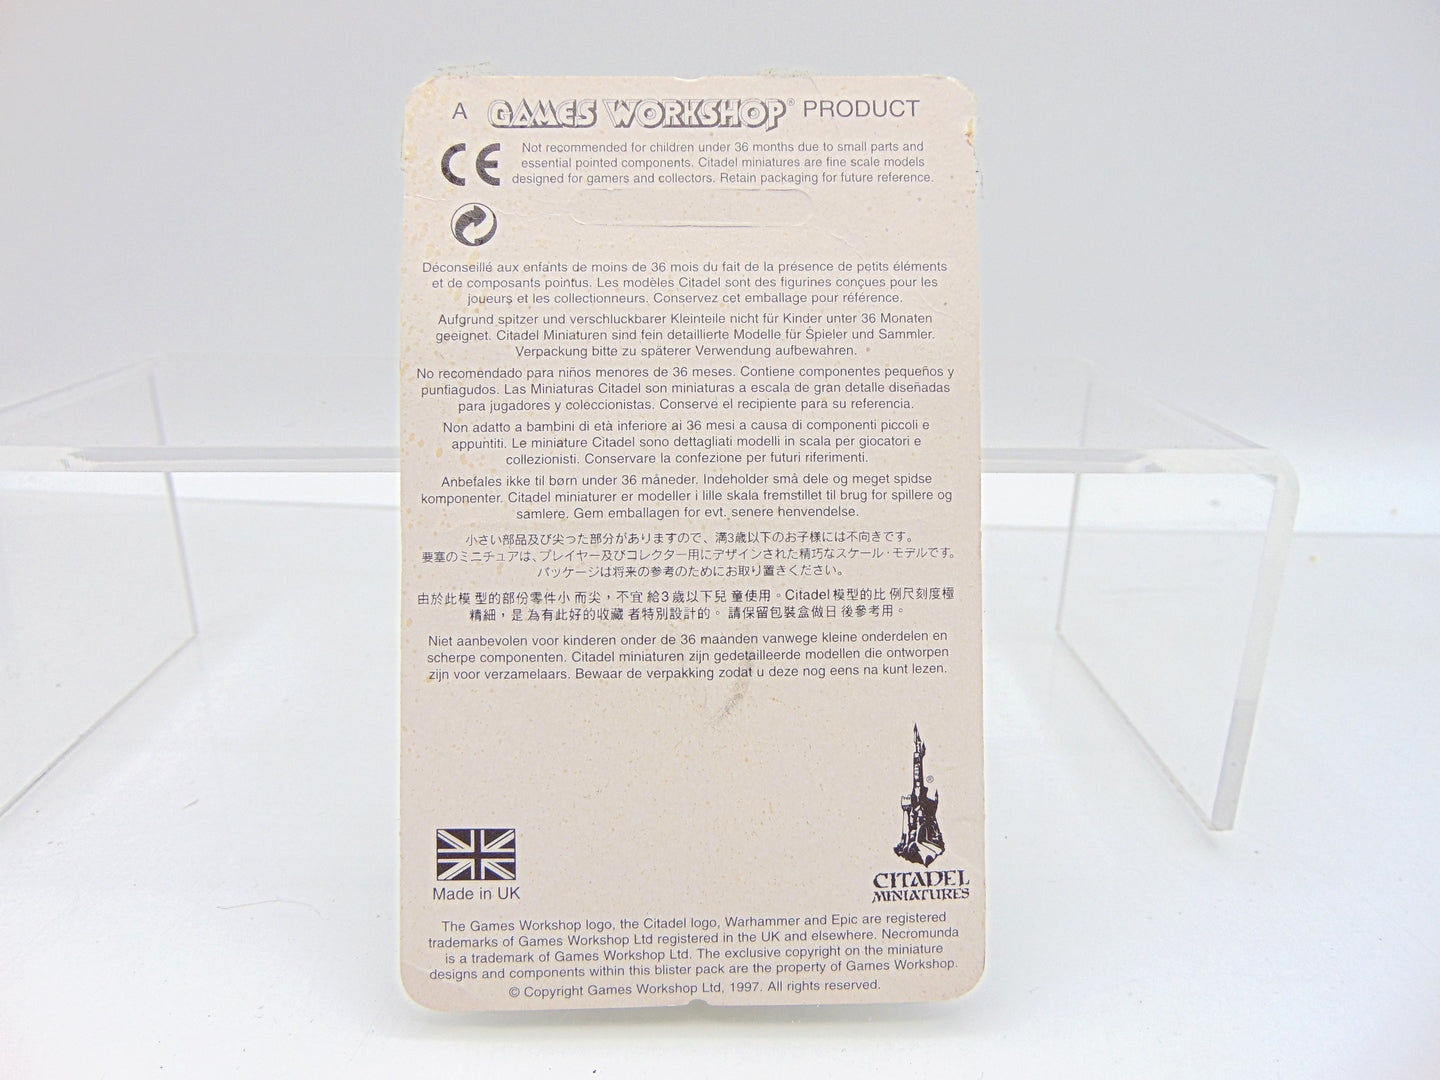 A GAMES WORKSHOP® PRODUCT
CE
Not recommended for children under 36 months due to small parts and
essential pointed components. Citadel miniatures are fine scale models
designed for gamers and collectors. Retain packaging for future reference.
Déconseillé aux enfants de moins de 36 mois du fait de la présence de petits éléments
et de composants pointus. Les modèles Citadel sont des figurines conçues pour les
joueurs et les collectionneurs. Conservez cet emballage pour référence.
Aufgrund spitzer und verschluckbarer Kleinteile nicht für Kinder unter 36 Monaten
geeignet. Citadel Miniaturen sind fein detaillierte Modelle für Spieler und Sammler.
Verpackung bitte zu späterer Verwendung aufbewahren.
No recomendado para niños menores de 36 meses. Contiene componentes pequeños y
puntiagudos. Las Miniaturas Citadel son miniaturas a escala de gran detalle diseñadas
para jugadores y coleccionistas. Conserve el recipiente para su referencia.
Non adatto a bambini di età inferiore ai 36 mesi a causa di componenti piccoli e
appuntiti. Le miniature Citadel sono dettagliati modelli in scala per giocatori e
collezionisti. Conservare la confezione per futuri riferimenti.
Anbefales ikke til børn under 36 måneder. Indeholder små dele og meget spidse
komponenter. Citadel miniaturer er modeller i lille skala fremstillet til brug for spillere og
samlere. Gem emballagen for evt. senere henvendelse.
小さい部品及び尖った部分がありますので、満3歳以下のお子様には不向きです。
要塞のミニチュアは、プレイヤー及びコレクター用にデザインされた精巧なスケール・モデルです。
パッケージは将来の参考のためにお取り置きください。
由於此模型的部份零件小而尖，不宜給3歲以下兒童使用。Citadel模型的比例尺刻度極
精細，是為有此好的收藏者特別設計的。請保留包裝盒做日後參考用。
Niet aanbevolen voor kinderen onder de 36 maanden vanwege kleine onderdelen en
scherpe componenten. Citadel miniaturen zijn gedetailleerde modellen die ontworpen
zijn voor verzamelaars. Bewaar de verpakking zodat u deze nog eens na kunt lezen.
®
CITADEL
MINIATURES
Made in UK
The Games Workshop logo, the Citadel logo, Warhammer and Epic are registered
trademarks of Games Workshop Ltd registered in the UK and elsewhere. Necromunda
is a trademark of Games Workshop Ltd. The exclusive copyright on the miniature
designs and components within this blister pack are the property of Games Workshop.
© Copyright Games Workshop Ltd, 1997. All rights reserved.